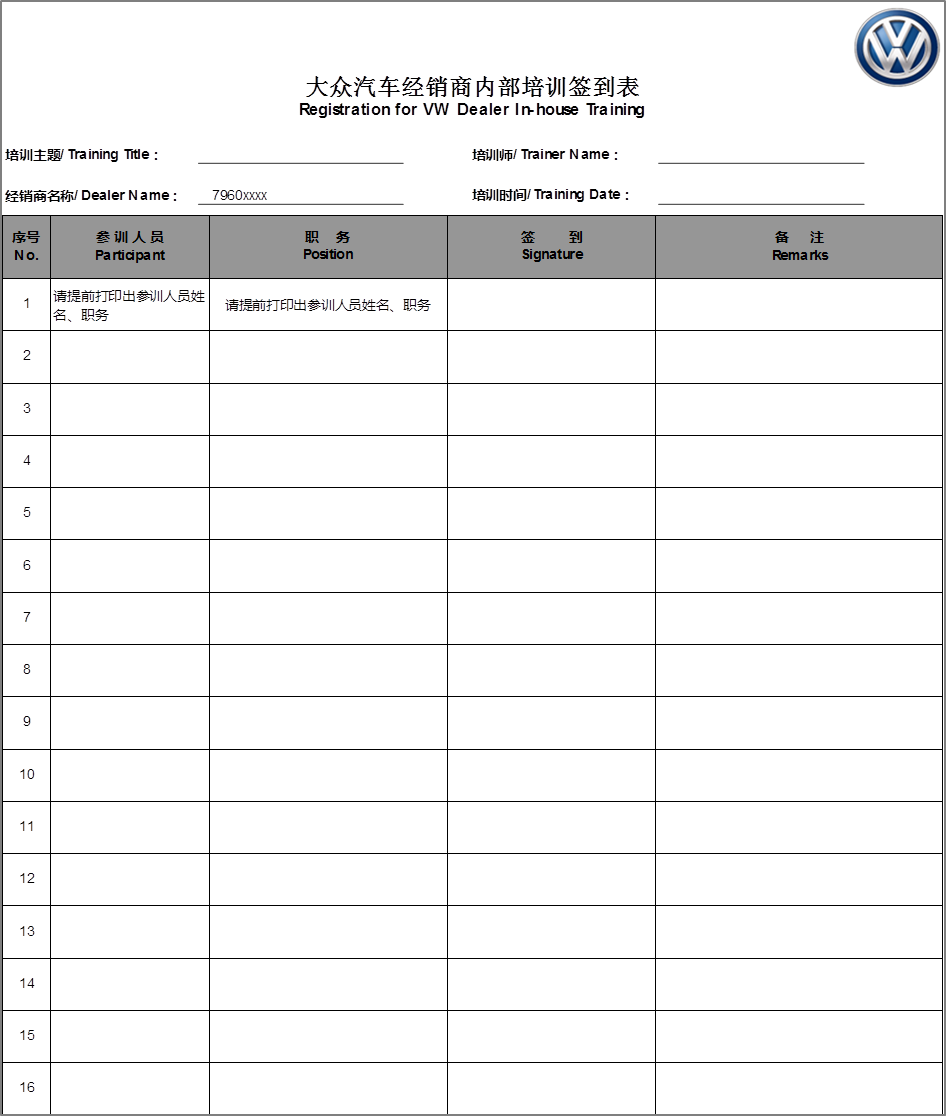 大众汽车经销商内部培训签到表
Registration for VW Dealer In-house Training
培训主题/ Training Title： 培训师/ Trainer Name：
经销商名称/ Dealer Name： 7960xxxx 培训时间/ Training Date：
序号 参 训 人 员 职 务 签 到 备 注
No. Participant Position Signature Remarks
1 请提前打印出参训人员姓名、职务 请提前打印出参训人员姓名、职务
2
3
4
5
6
7
8
9
10
11
12
13
14
15
16